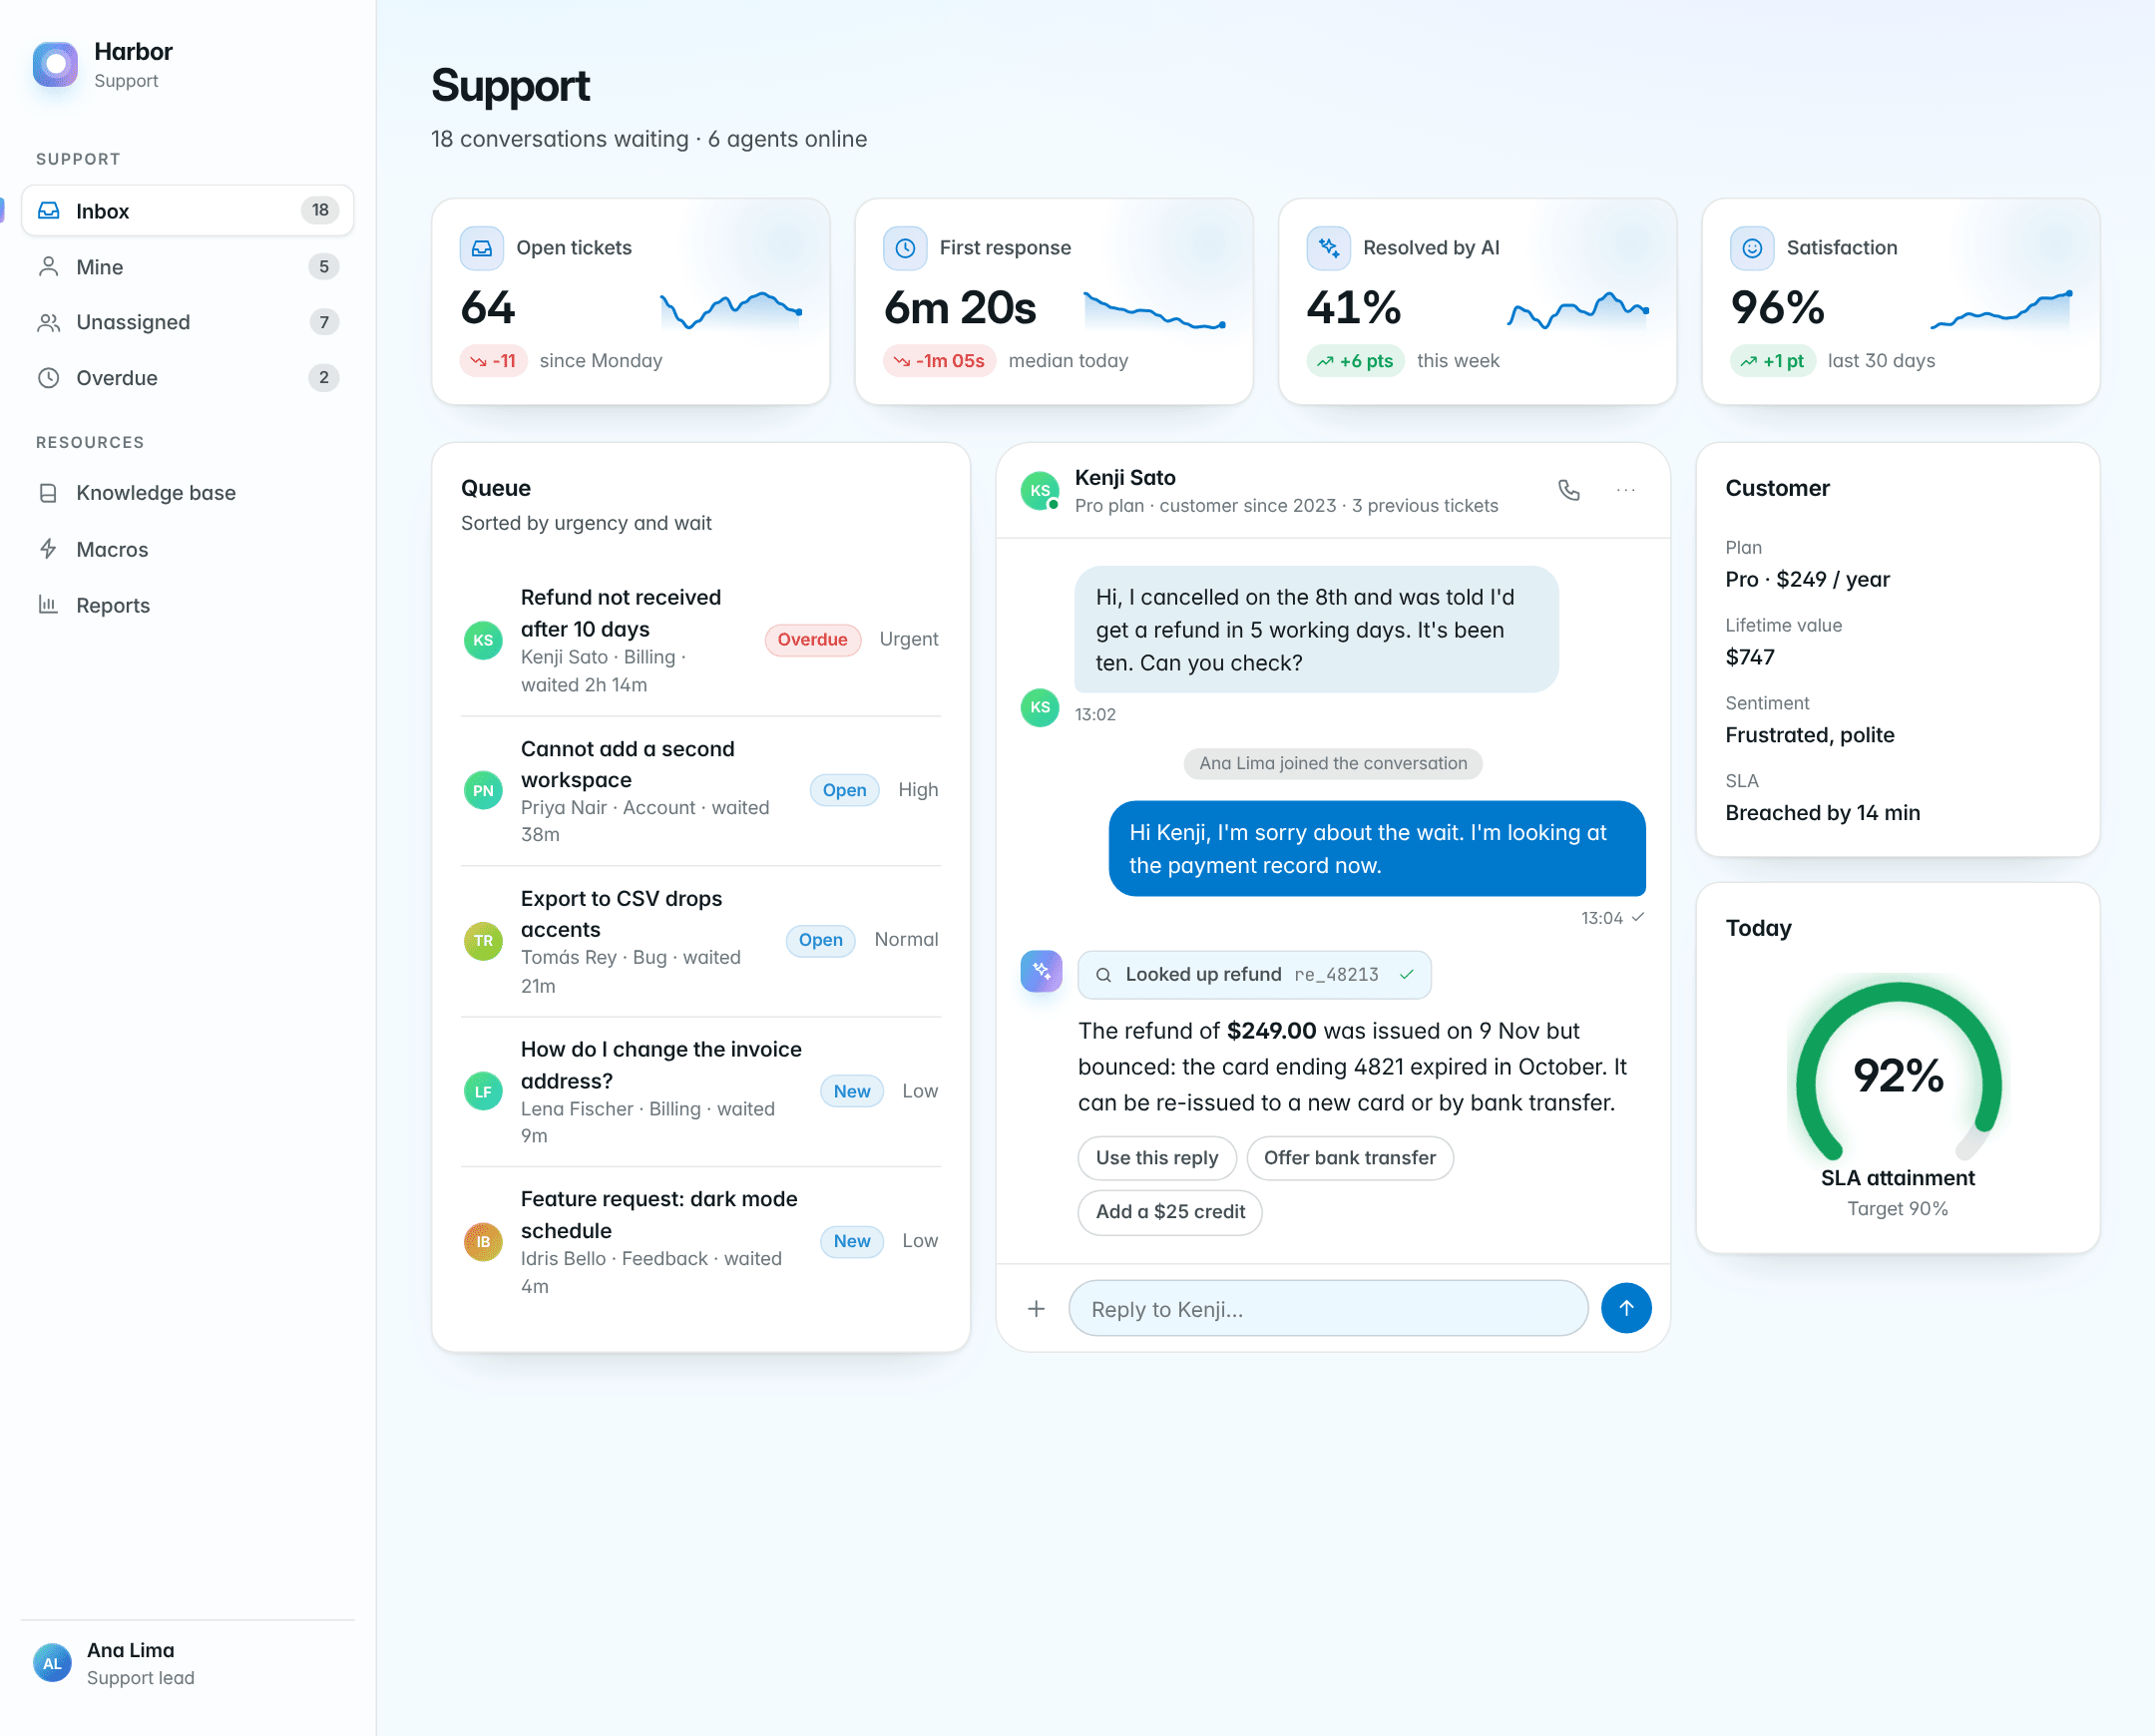 Harbor
Support
SUPPORT
Inbox
18
Mine
5
Unassigned
7
Overdue
2
RESOURCES
Knowledge base
Macros
Reports
AL
Ana Lima
Support lead
Support
18 conversations waiting · 6 agents online
Open tickets
64
-11 since Monday
First response
6m 20s
-1m 05s median today
Resolved by AI
41%
+6 pts this week
Satisfaction
96%
+1 pt last 30 days
Queue
Sorted by urgency and wait
KS
Refund not received
after 10 days
Kenji Sato · Billing ·
waited 2h 14m
Overdue
Urgent
PN
Cannot add a second
workspace
Priya Nair · Account · waited
38m
Open
High
TR
Export to CSV drops
accents
Tomás Rey · Bug · waited
21m
Open
Normal
LF
How do I change the invoice
address?
Lena Fischer · Billing · waited
9m
New
Low
IB
Feature request: dark mode
schedule
Idris Bello · Feedback · waited
4m
New
Low
KS
Kenji Sato
Pro plan · customer since 2023 · 3 previous tickets
Hi, I cancelled on the 8th and was told I'd
get a refund in 5 working days. It's been
ten. Can you check?
KS
13:02
Ana Lima joined the conversation
Hi Kenji, I'm sorry about the wait. I'm looking at
the payment record now.
13:04
Looked up refund re_48213
The refund of $249.00 was issued on 9 Nov but
bounced: the card ending 4821 expired in October. It
can be re-issued to a new card or by bank transfer.
Use this reply
Offer bank transfer
Add a $25 credit
Reply to Kenji...
Customer
Plan
Pro · $249 / year
Lifetime value
$747
Sentiment
Frustrated, polite
SLA
Breached by 14 min
Today
92%
SLA attainment
Target 90%